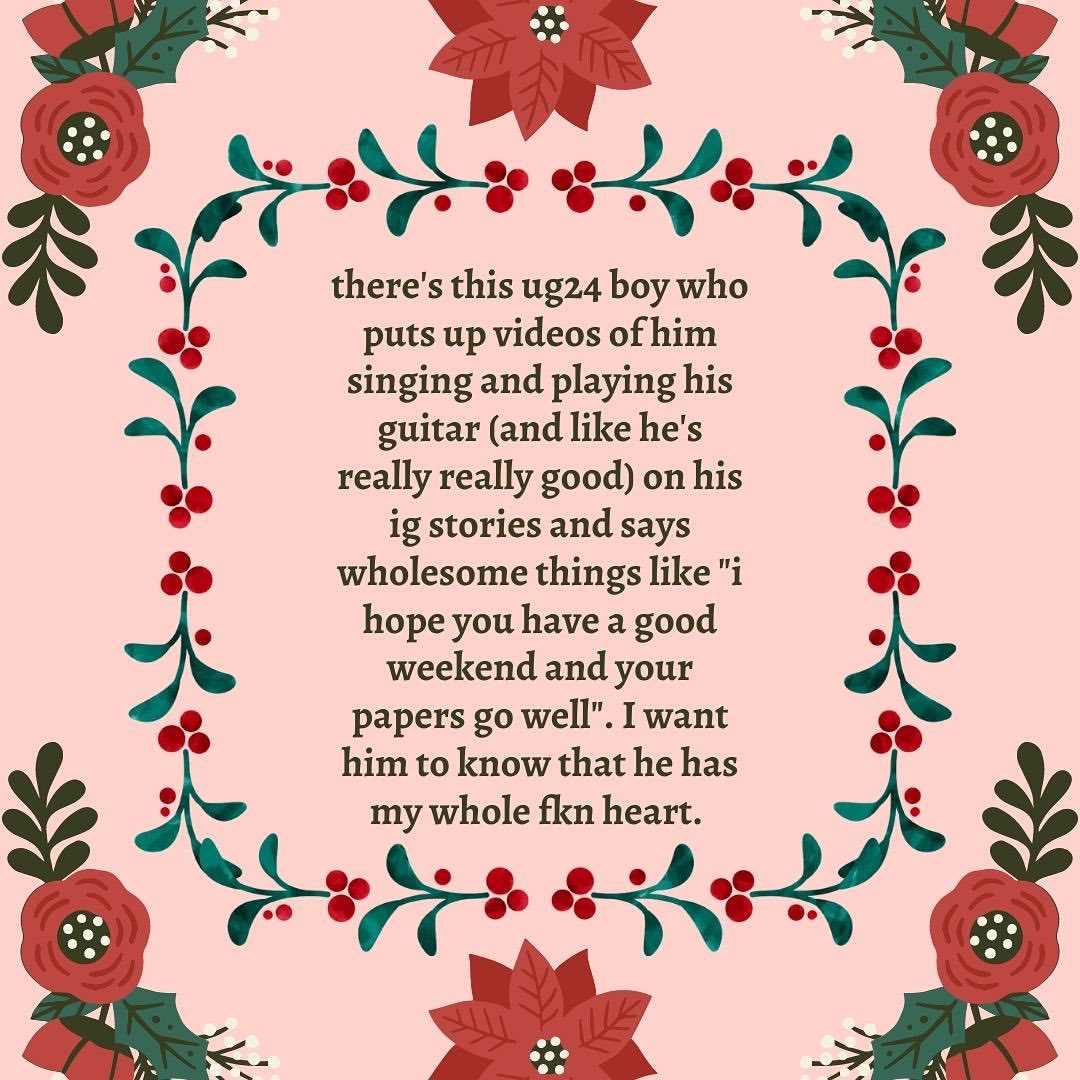 there's this ug24 boy who
puts up videos of him
singing and playing his
guitar (and like he's
really really good) on his
ig stories and says
wholesome things like "i
hope you have a good
weekend and your
papers go well". I want
him to know that he has
my whole fkn heart.